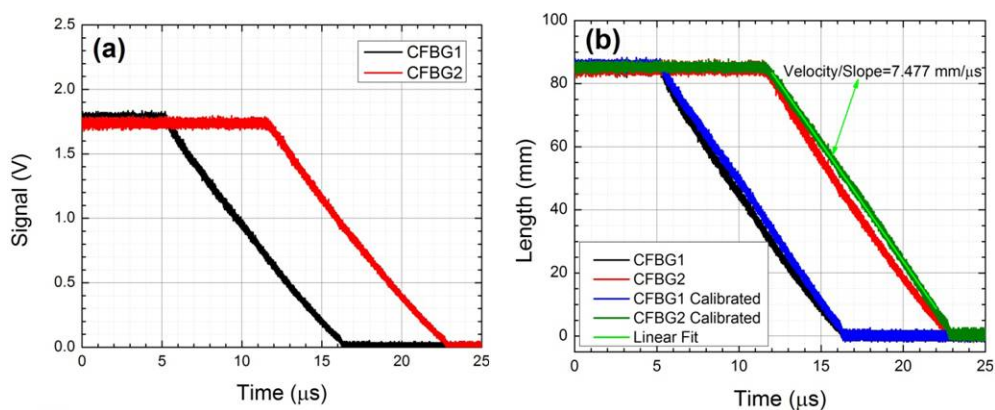 (a)
CFBG1
CFBG2
2.5
2.0
1.5
1.0
0.5
0.0
Signal (V)
0 5 10 15 20 25
Time (μs)
(b)
Velocity/Slope=7.477 mm/μs
100
80
60
40
20
0
Length (mm)
CFBG1
CFBG2
CFBG1 Calibrated
CFBG2 Calibrated
Linear Fit
0 5 10 15 20 25
Time (μs)